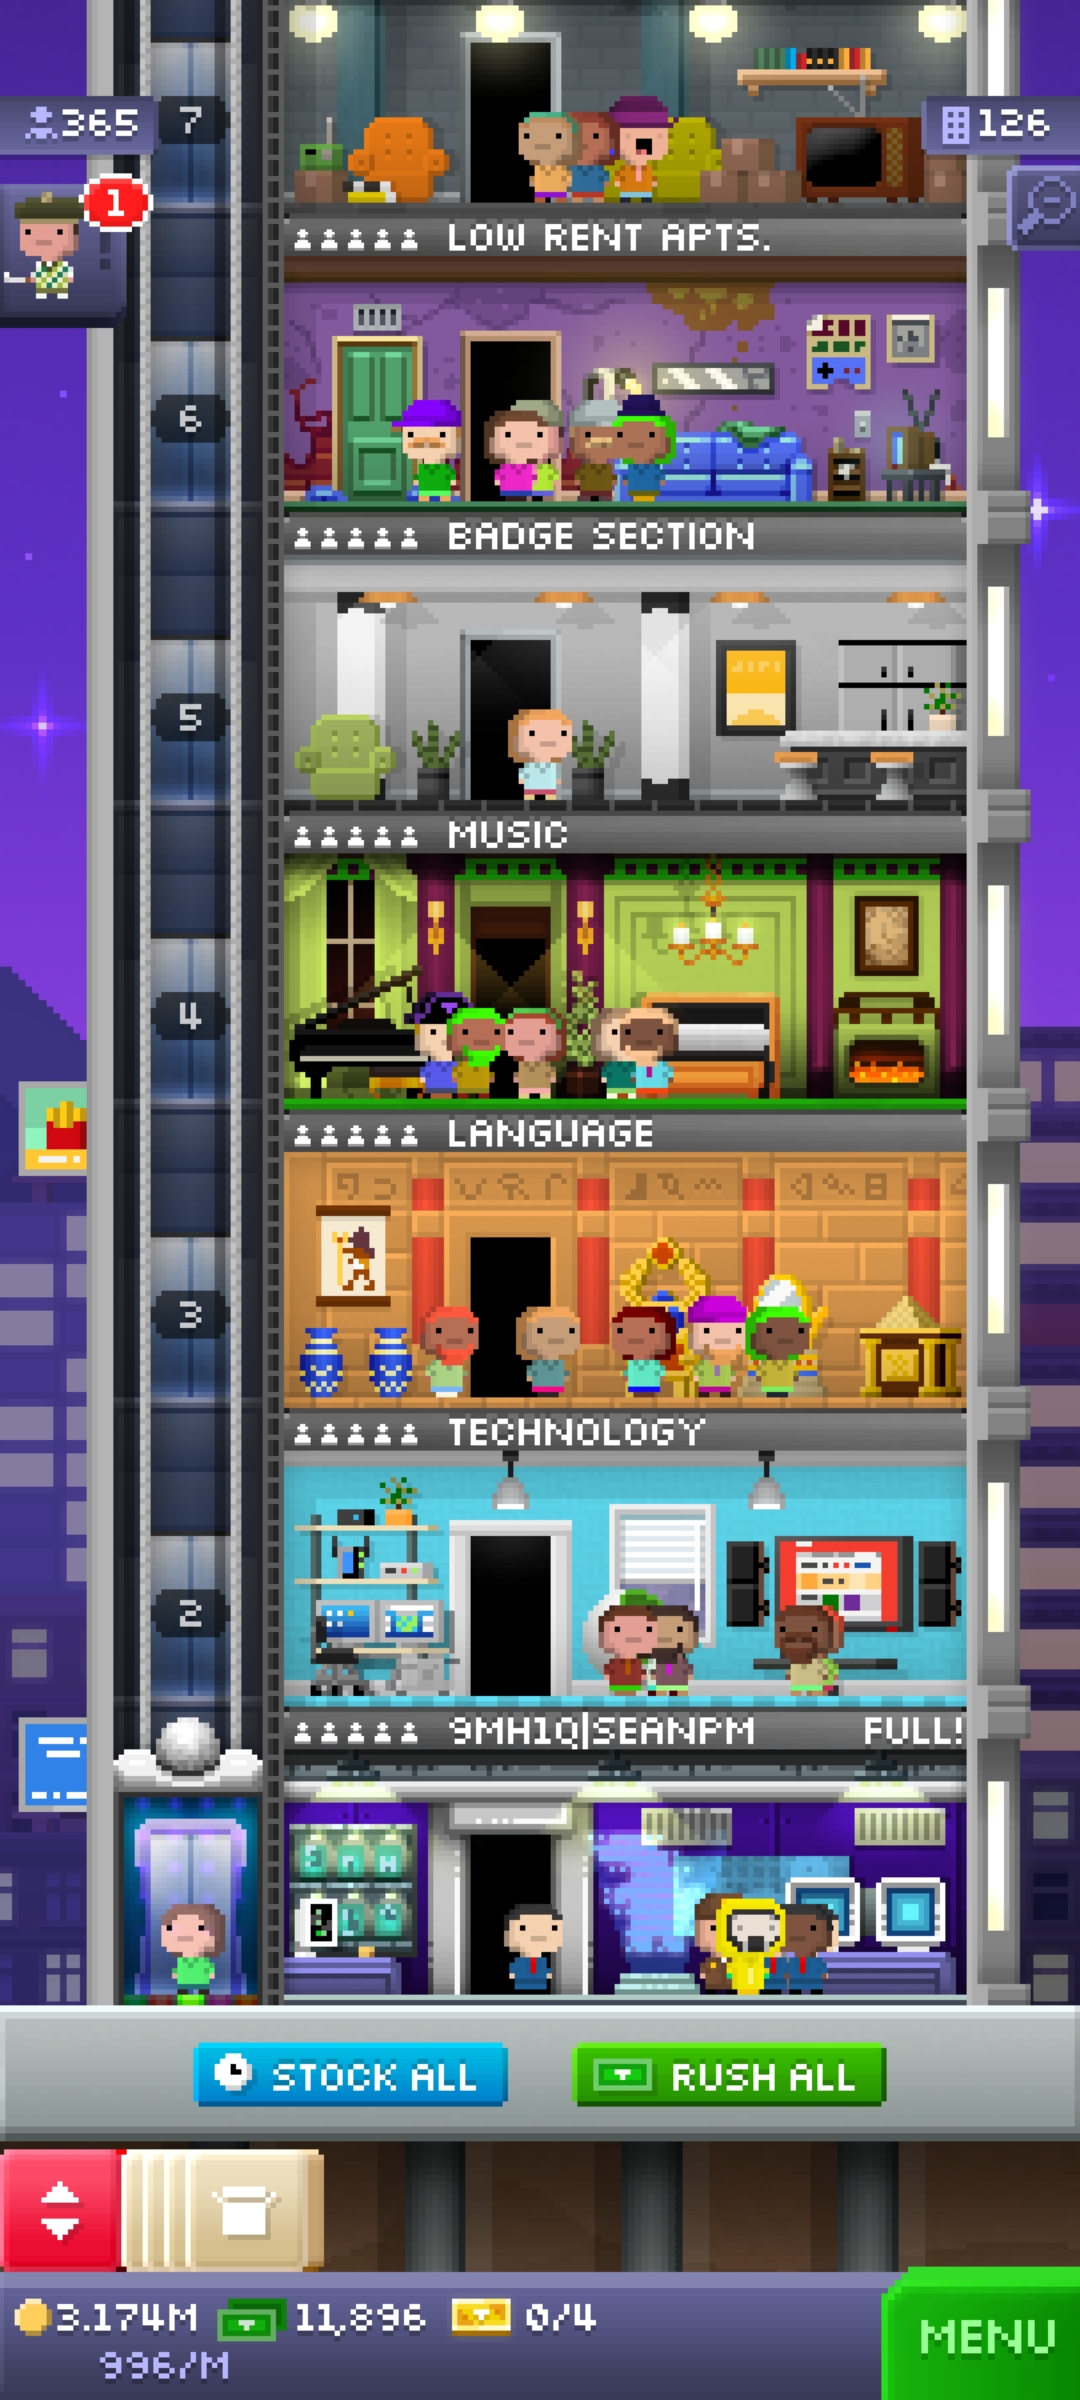 7
365
126
1
LOW RENT APTS.
6
BADGE SECTION
5
MUSIC
4
LANGUAGE
3
TECHNOLOGY
2
9MH1Q|SEANPM FULL!
STOCK ALL
RUSH ALL
3.174M 11,896 0/4
996/M
MENU